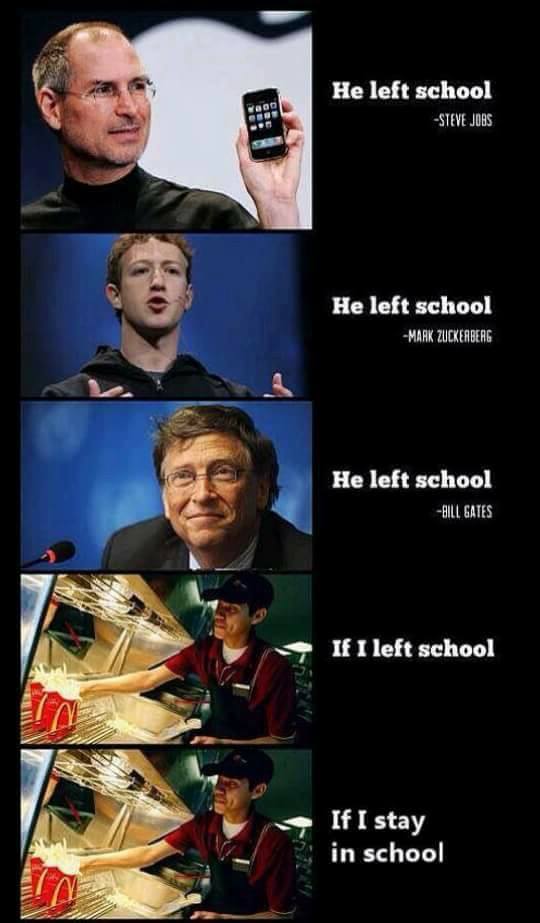 He left school
-STEVE JOBS
He left school
-MARK ZUCKERBERG
He left school
-BILL GATES
If I left school
If I stay
in school